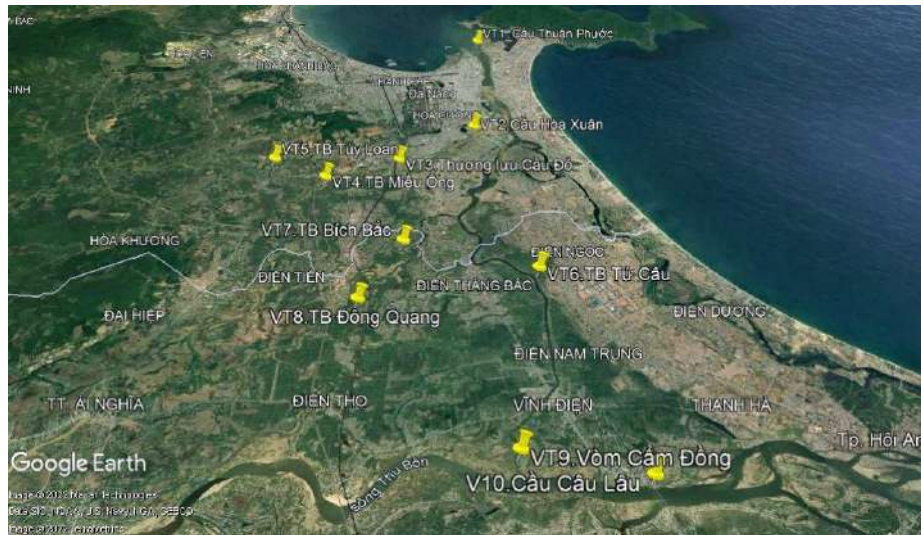 VT1. Cầu Thuận Phước
Đà Nẵng
VT2. Cầu Hòa Xuân
VT5.TB Túy Loan
VT3.Thượng lưu Cầu Đỏ
VT4.TB Miếu Ông
HÒA KHƯƠNG
VT7.TB Bích Bắc
ĐIỆN NGỌC
VT6.TB Tứ Câu
ĐIỆN TIẾN
ĐIỆN THẮNG BẮC
ĐẠI HIỆP
VT8.TB Đông Quang
ĐIỆN DƯƠNG
ĐIỆN NAM TRUNG
TT. ÁI NGHĨA
ĐIỆN THỌ
VĨNH ĐIỆN
THANH HÀ
Tp. Hội An
VT9.Vòm Cẩm Đồng
Google Earth
Sông Thu Bồn
V10.Cầu Câu Lâu